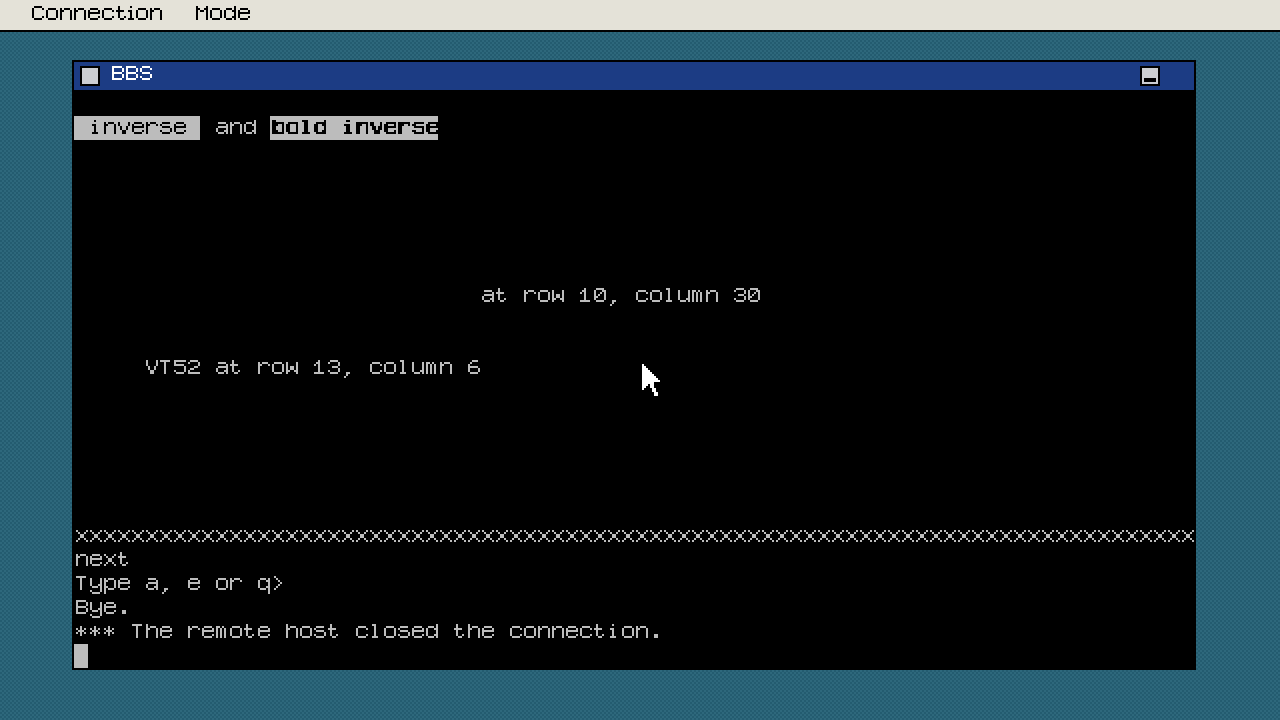 Connection Mode
BBS
inverse and bold inverse
at row 10, column 30
VT52 at row 13, column 6
xxxxxxxxxxxxxxxxxxxxxxxxxxxxxxxxxxxxxxxxxxxxxxxxxxxxxxxxxxxxxxxxxxxxxxxxxxxxxxxx
next
Type a, e or q>
Bye.
*** The remote host closed the connection.